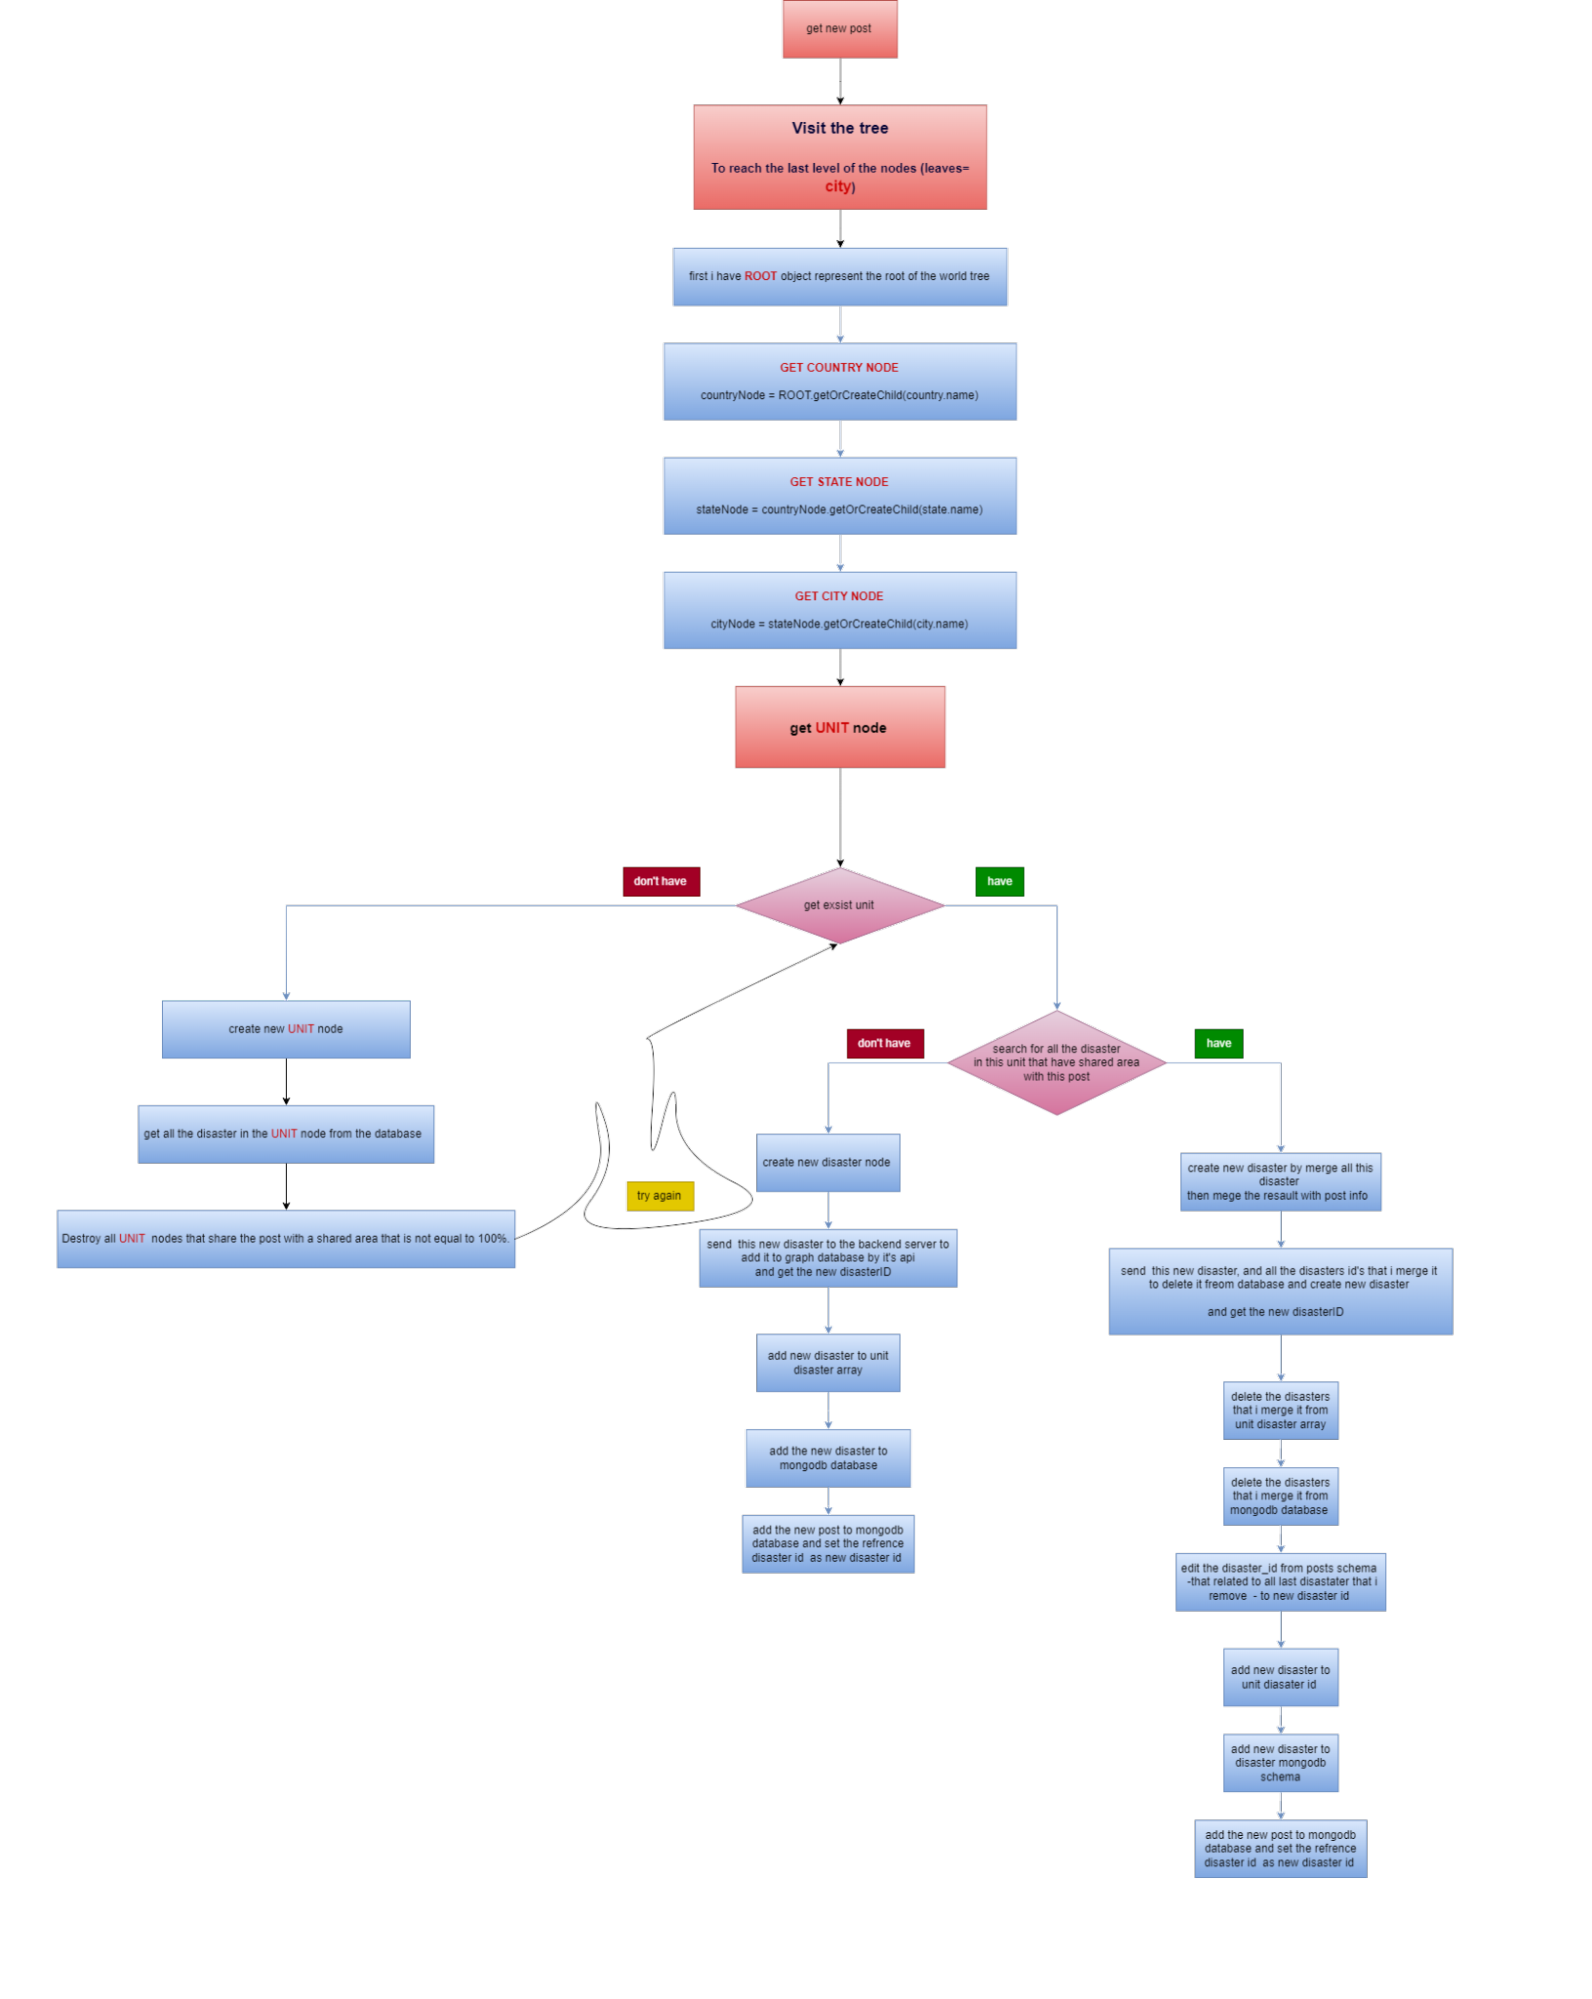 get new post
Visit the tree
To reach the last level of the nodes (leaves=
city)
first i have ROOT object represent the root of the world tree
GET COUNTRY NODE
countryNode = ROOT.getOrCreateChild(country.name)
GET STATE NODE
stateNode = countryNode.getOrCreateChild(state.name)
GET CITY NODE
cityNode = stateNode.getOrCreateChild(city.name)
get UNIT node
don't have
have
get exsist unit
create new UNIT node
get all the disaster in the UNIT node from the database
Destroy all UNIT  nodes that share the post with a shared area that is not equal to 100%.
try again
don't have
have
search for all the disaster
in this unit that have shared area
with this post
create new disaster node
send  this new disaster to the backend server to
add it to graph database by it's api
and get the new disasterID
add new disaster to unit
disaster array
add the new disaster to
mongodb database
add the new post to mongodb
database and set the refrence
disaster id  as new disaster id
create new disaster by merge all this
disaster
then mege the resault with post info
send  this new disaster, and all the disasters id's that i merge it
to delete it freom database and create new disaster
and get the new disasterID
delete the disasters
that i merge it from
unit disaster array
delete the disasters
that i merge it from
mongodb database
edit the disaster_id from posts schema
-that related to all last disastater that i
remove  - to new disaster id
add new disaster to
unit diasater id
add new disaster to
disaster mongodb
schema
add the new post to mongodb
database and set the refrence
disaster id  as new disaster id